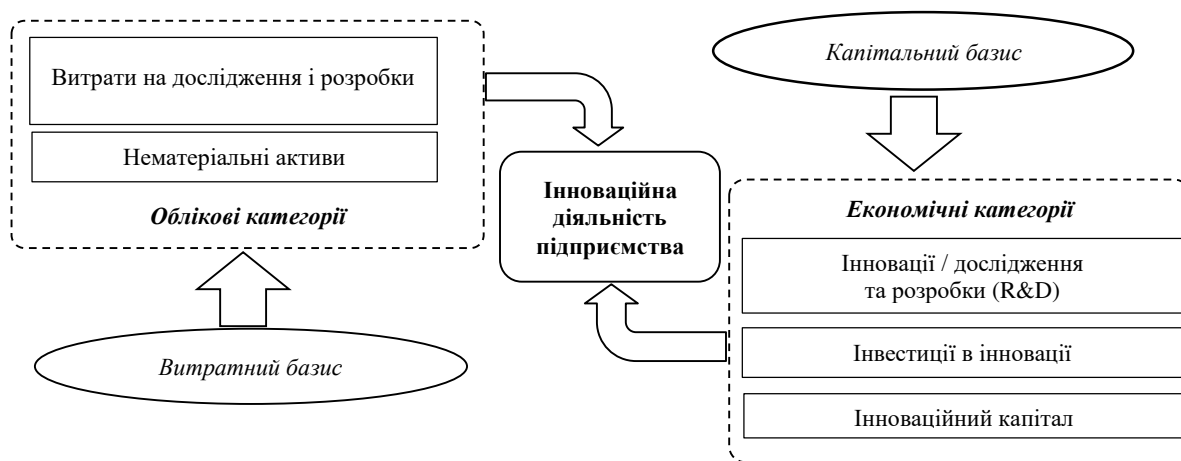 Витрати на дослідження і розробки
Нематеріальні активи
Облікові категорії
Витратний базис
Інноваційна
діяльність
підприємства
Капітальний базис
Економічні категорії
Інновації / дослідження
та розробки (R&D)
Інвестиції в інновації
Інноваційний капітал